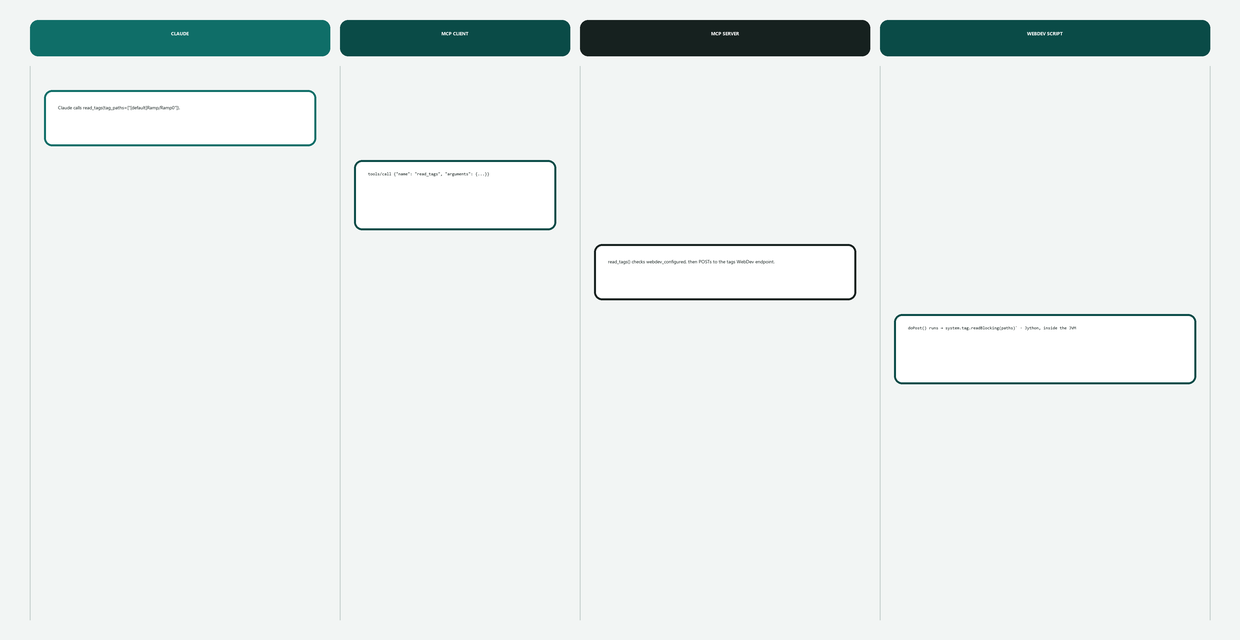 CLAUDE
MCP CLIENT
MCP SERVER
WEBDEV SCRIPT
Claude calls read_tags(tag_paths=["[default]Ramp/Ramp0"]).
tools/call {"name": "read_tags", "arguments": {...}}
read_tags() checks webdev_configured, then POSTs to the tags WebDev endpoint.
doPost() runs → system.tag.readBlocking(paths)` - Jython, inside the JVM